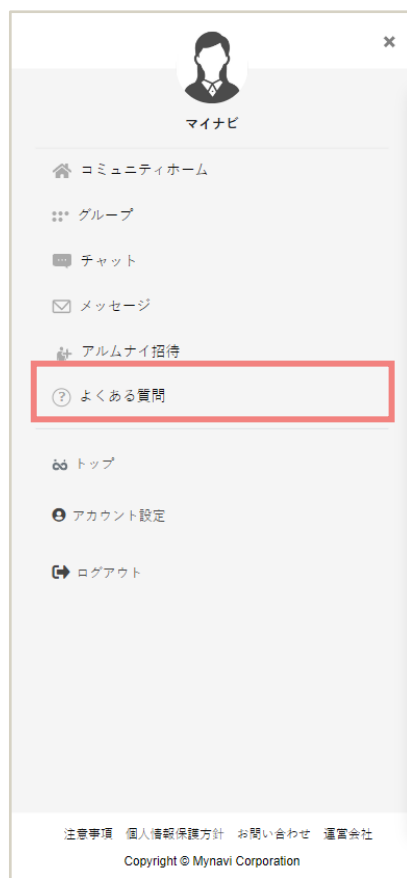 マイナビ
コミュニティホーム
グループ
チャット
メッセージ
アルムナイ招待
よくある質問
トップ
アカウント設定
ログアウト
注意事項 個人情報保護方針 お問い合わせ 運営会社
Copyright © Mynavi Corporation